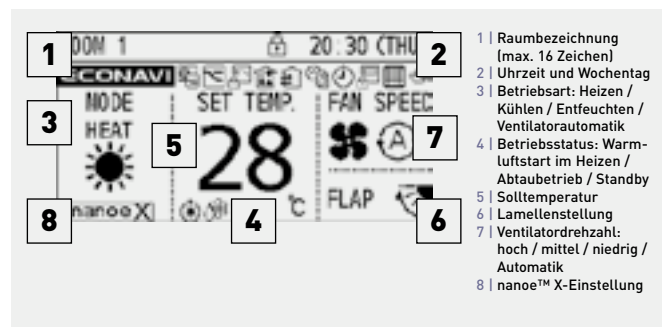 1
OOM 1
20:30 (THU
2
ECONAVI
MODE
SET TEMP.
FAN SPEED
3
HEAT
5
28
A
7
°C
FLAP
8
nanoeX
4
6
1 | Raumbezeichnung
(max. 16 Zeichen)
2 | Uhrzeit und Wochentag
3 | Betriebsart: Heizen /
Kühlen / Entfeuchten /
Ventilatorautomatik
4 | Betriebsstatus: Warm-
luftstart im Heizen /
Abtaubetrieb / Standby
5 | Solltemperatur
6 | Lamellenstellung
7 | Ventilatordrehzahl:
hoch / mittel / niedrig /
Automatik
8 | nanoe™ X-Einstellung